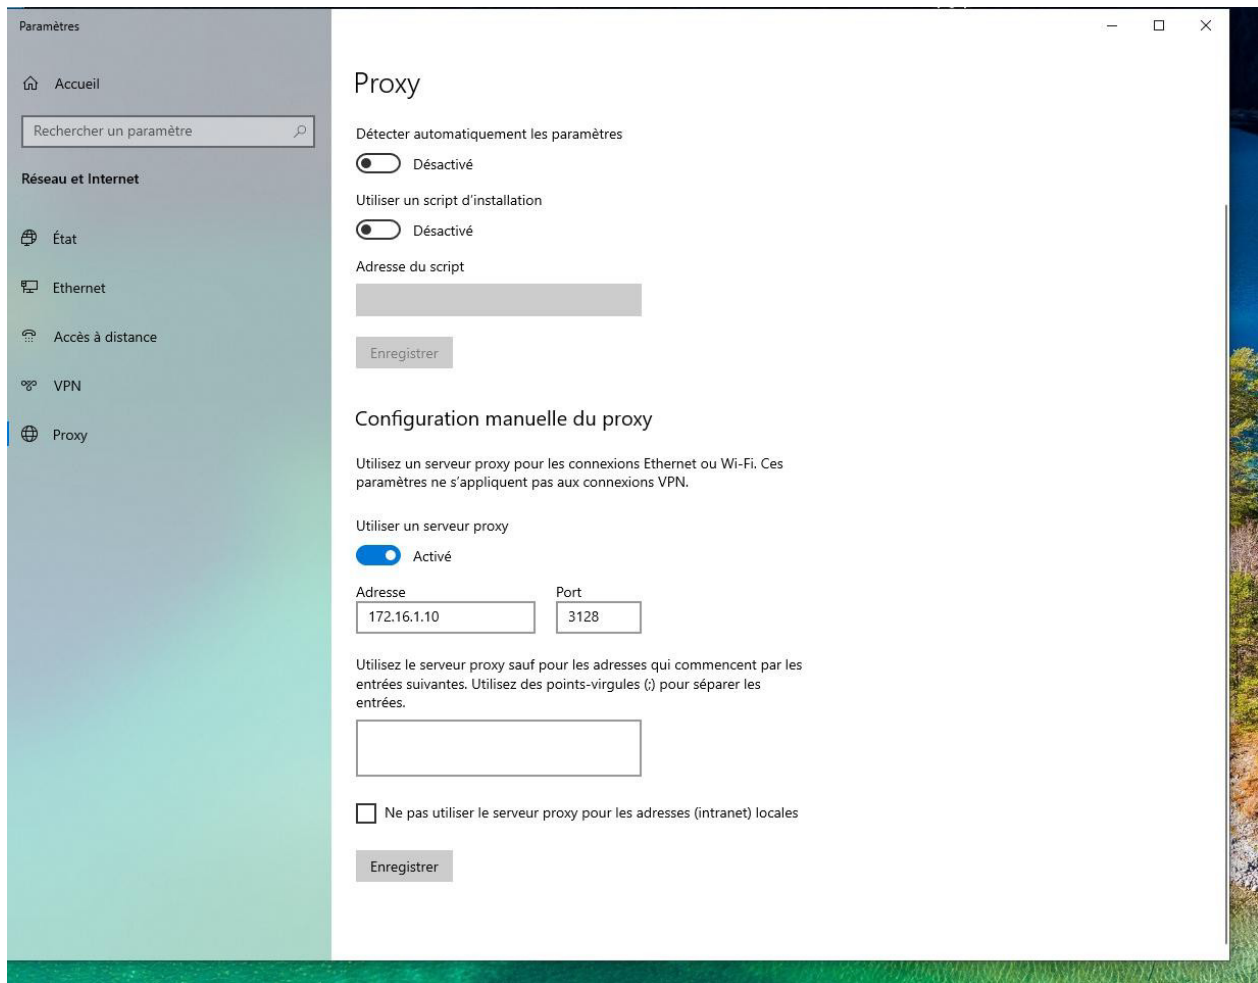 Paramètres
Accueil
Rechercher un paramètre
Réseau et Internet
État
Ethernet
Accès à distance
VPN
Proxy
Proxy
Détecter automatiquement les paramètres
Désactivé
Utiliser un script d'installation
Désactivé
Adresse du script
Enregistrer
Configuration manuelle du proxy
Utilisez un serveur proxy pour les connexions Ethernet ou Wi-Fi. Ces
paramètres ne s'appliquent pas aux connexions VPN.
Utiliser un serveur proxy
Activé
Adresse Port
172.16.1.10 3128
Utilisez le serveur proxy sauf pour les adresses qui commencent par les
entrées suivantes. Utilisez des points-virgules (;) pour séparer les
entrées.
Ne pas utiliser le serveur proxy pour les adresses (intranet) locales
Enregistrer